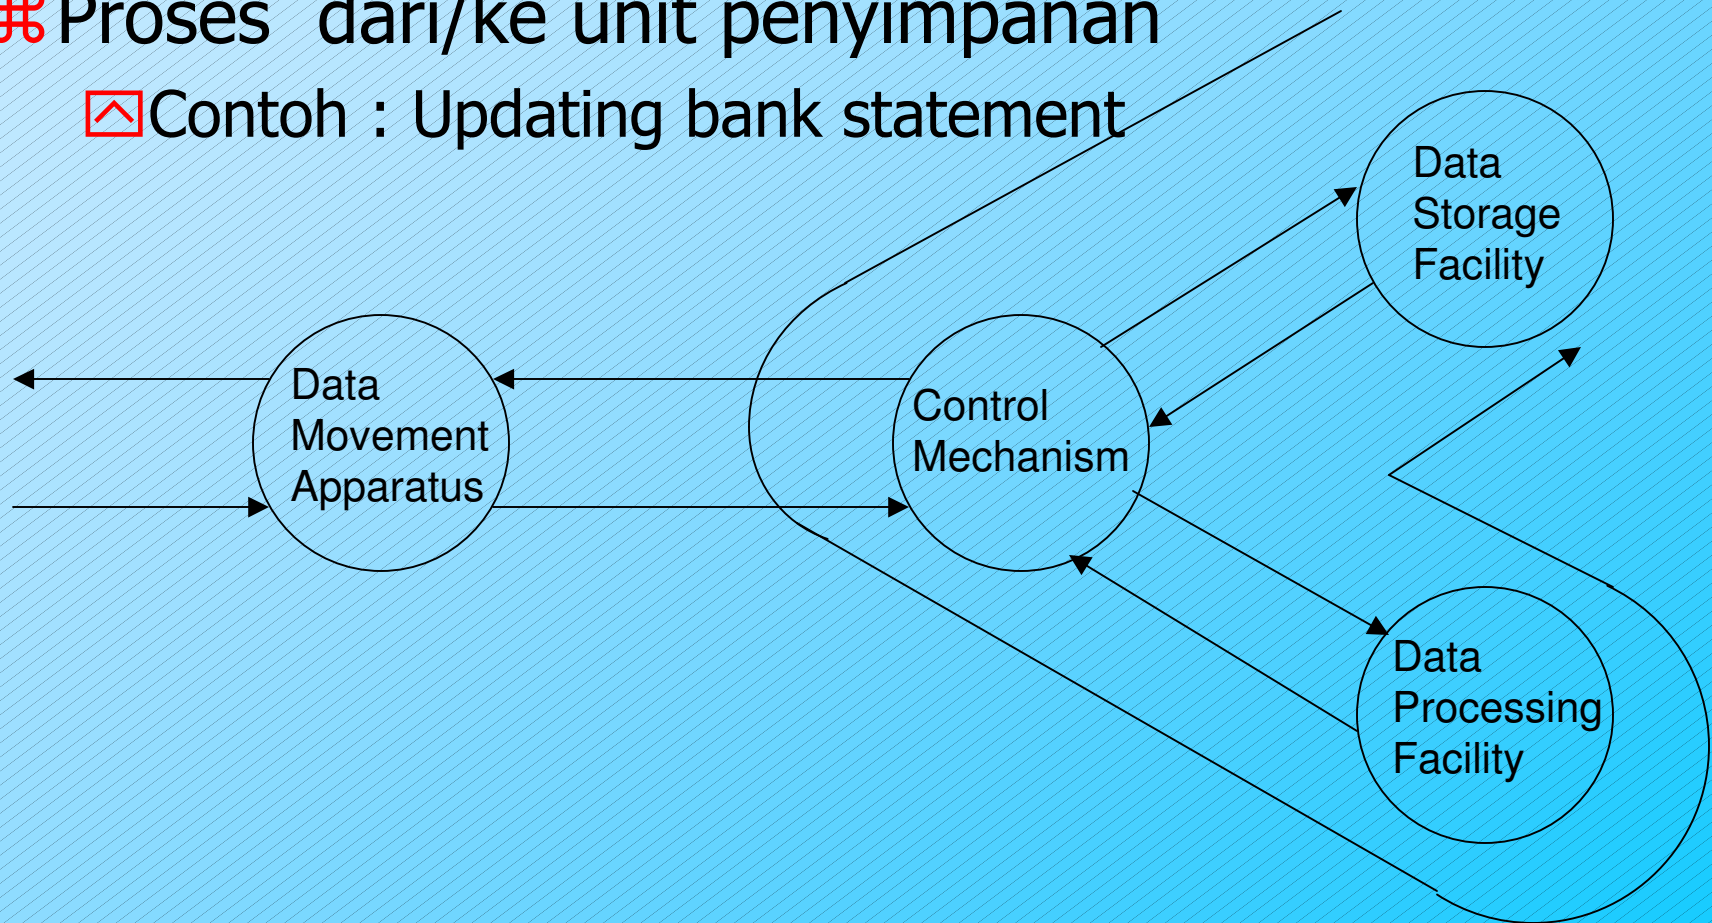 ⌘Proses dari/ke unit penyimpanan
Contoh : Updating bank statement
Data
Storage
Facility
Data
Movement
Apparatus
Control
Mechanism
Data
Processing
Facility